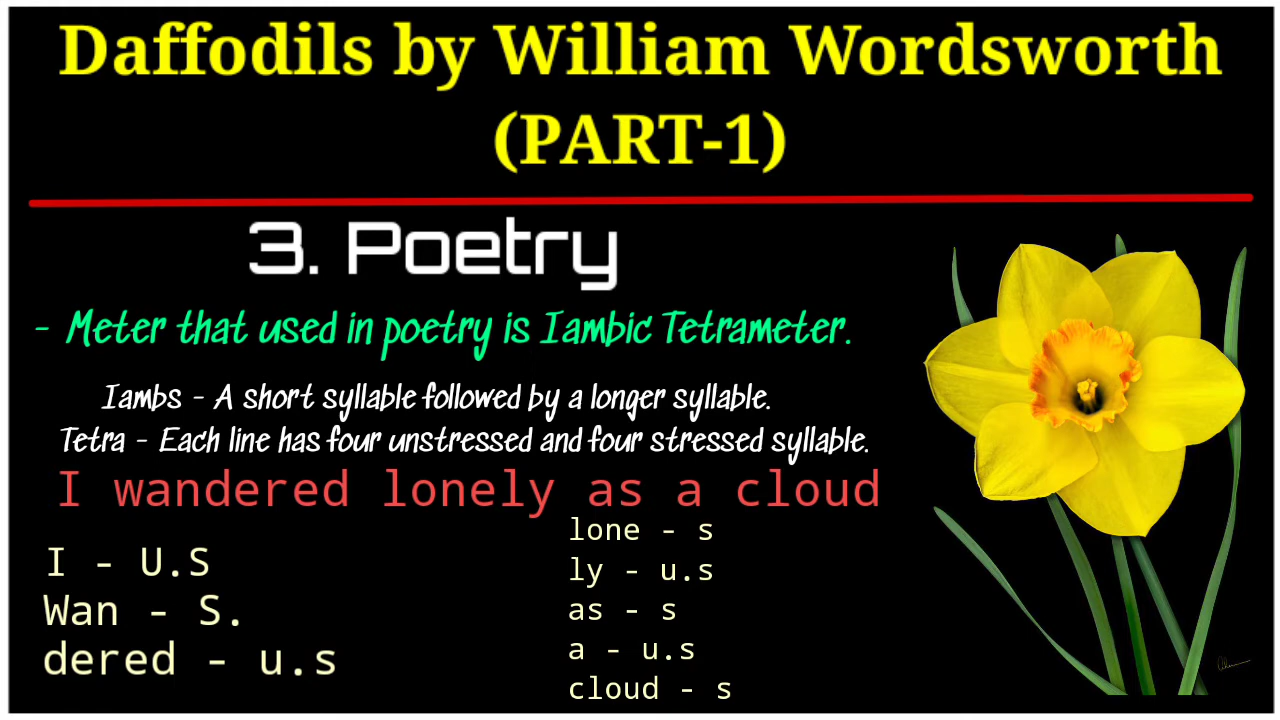 Daffodils by William Wordsworth
(PART-1)
3. Poetry
- Meter that used in poetry is Iambic Tetrameter.
Iambs - A short syllable followed by a longer syllable.
Tetra - Each line has four unstressed and four stressed syllable.
I wandered lonely as a cloud
I - U.S
Wan - S.
dered - u.s
lone - s
ly - u.s
as - s
a - u.s
cloud - s